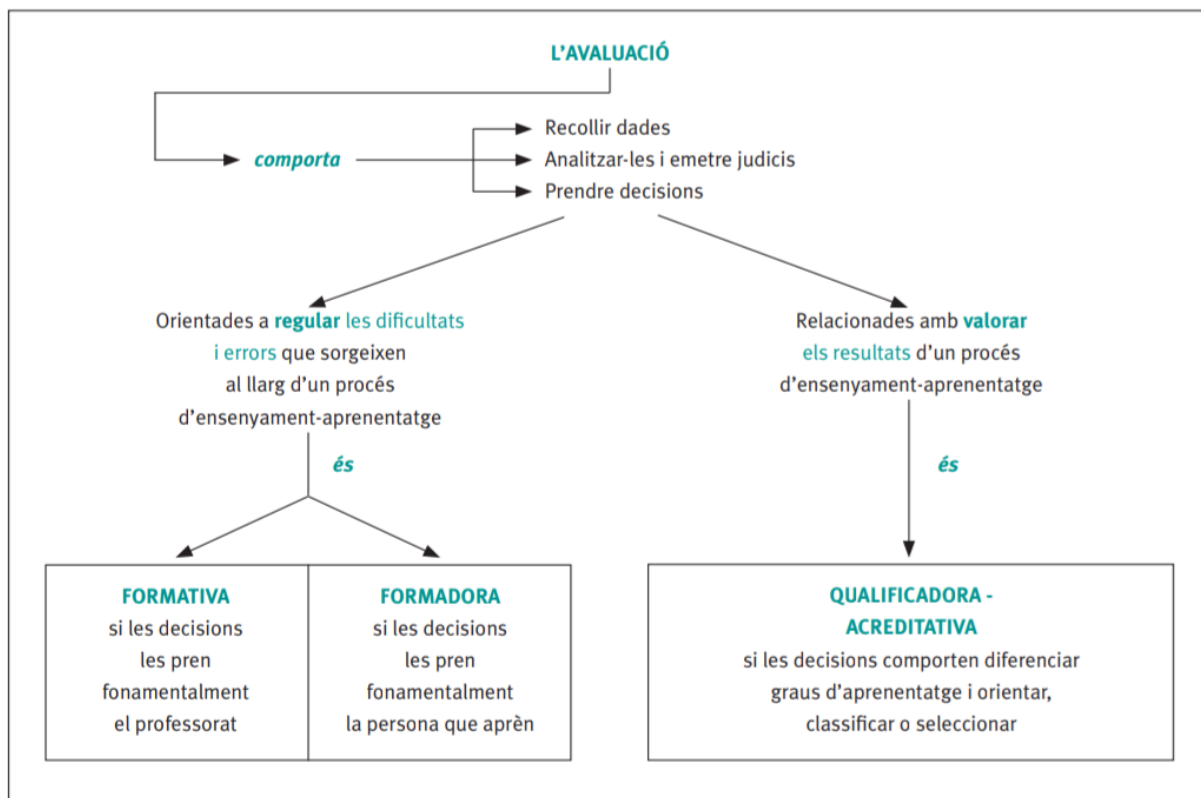 L'AVALUACIÓ
comporta
Recollir dades
Analitzar-les i emetre judicis
Prendre decisions
Orientades a regular les dificultats
i errors que sorgeixen
al llarg d'un procés
d'ensenyament-aprenentatge
és
FORMATIVA
si les decisions
les pren
fonamentalment
el professorat
FORMADORA
si les decisions
les pren
fonamentalment
la persona que aprèn
Relacionades amb valorar
els resultats d'un procés
d'ensenyament-aprenentatge
és
QUALIFICADORA -
ACREDITATIVA
si les decisions comporten diferenciar
graus d'aprenentatge i orientar,
classificar o seleccionar